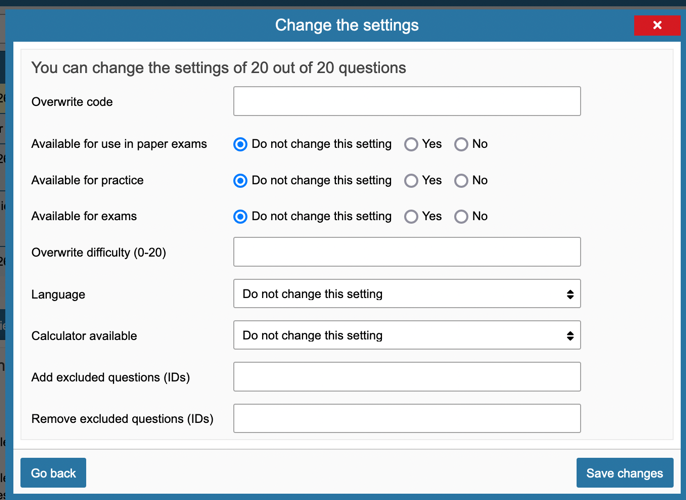 Change the settings
You can change the settings of 20 out of 20 questions
Overwrite code
Available for use in paper exams Do not change this setting Yes No
Available for practice Do not change this setting Yes No
Available for exams Do not change this setting Yes No
Overwrite difficulty (0-20)
Language Do not change this setting
Calculator available Do not change this setting
Add excluded questions (IDs)
Remove excluded questions (IDs)
Go back Save changes